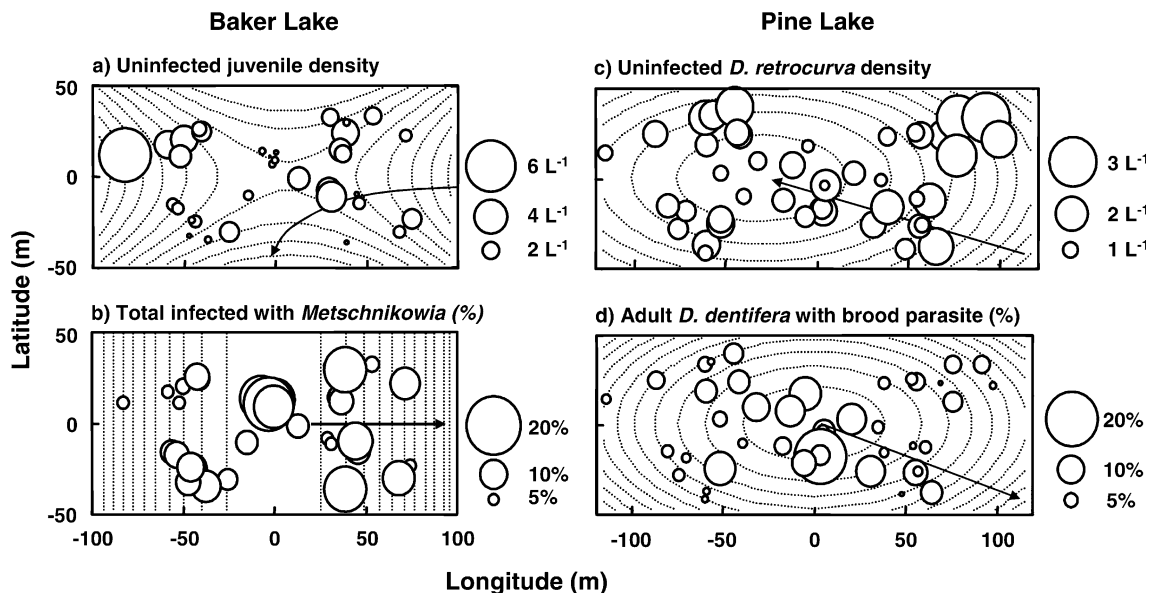 Baker Lake
Pine Lake
a) Uninfected juvenile density
c) Uninfected D. retrocurva density
50
0
-50
6 L⁻¹
4 L⁻¹
2 L⁻¹
3 L⁻¹
2 L⁻¹
1 L⁻¹
Latitude (m)
b) Total infected with Metschnikowia (%)
d) Adult D. dentifera with brood parasite (%)
50
0
-50
20%
10%
5%
20%
10%
5%
-100 -50 0 50 100
-100 -50 0 50 100
Longitude (m)